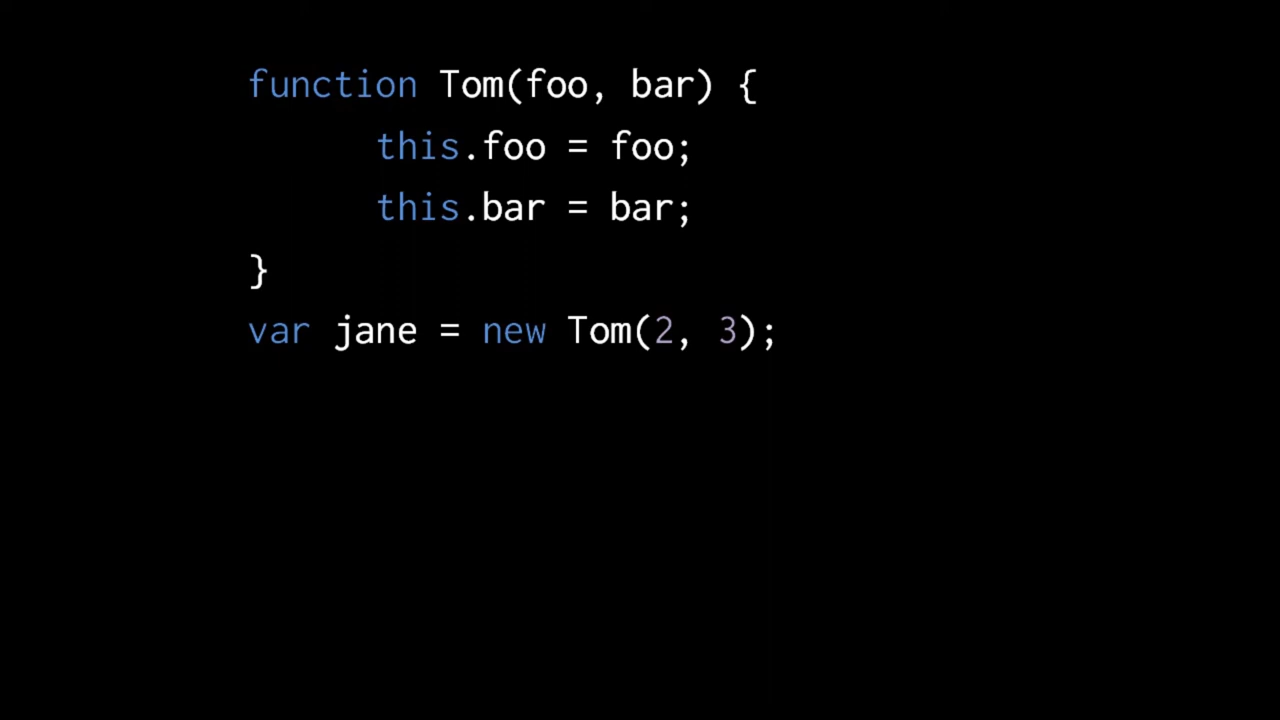 function Tom(foo, bar) {
      this.foo = foo;
      this.bar = bar;
}
var jane = new Tom(2, 3);